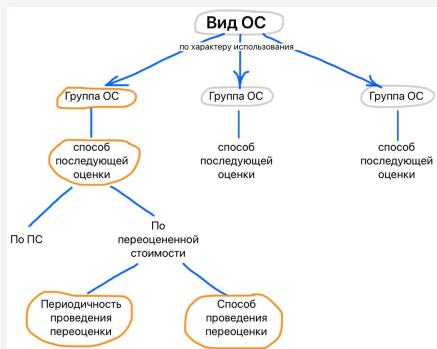 Вид ОС
по характеру использования
Группа ОС
Группа ОС
Группа ОС
способ
последующей
оценки
способ
последующей
оценки
способ
последующей
оценки
По ПС
По
переоцененной
стоимости
Периодичность
проведения
переоценки
Способ
проведения
переоценки